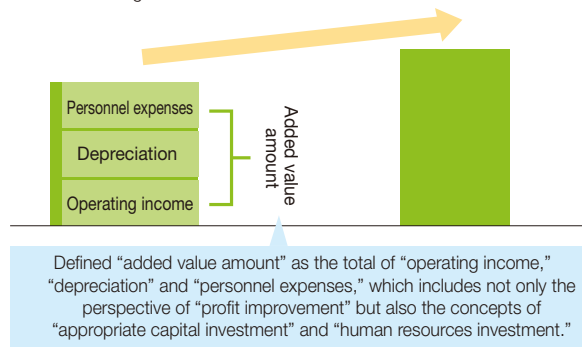 Personnel expenses
Depreciation
Operating income
Added value
amount
Defined “added value amount” as the total of “operating income,”
“depreciation” and “personnel expenses,” which includes not only the
perspective of “profit improvement” but also the concepts of
“appropriate capital investment” and “human resources investment.”